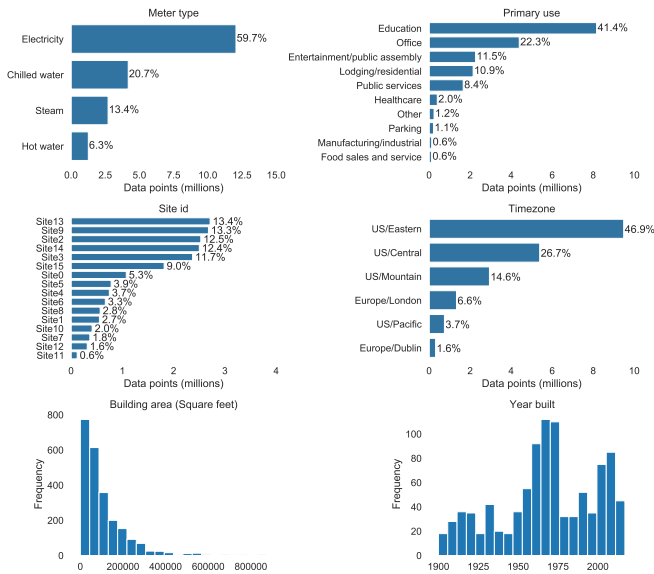 Meter type
Electricity 59.7%
Chilled water 20.7%
Steam 13.4%
Hot water 6.3%
0.0 2.5 5.0 7.5 10.0 12.5 15.0
Data points (millions)
Primary use
Education 41.4%
Office 22.3%
Entertainment/public assembly 11.5%
Lodging/residential 10.9%
Public services 8.4%
Healthcare 2.0%
Other 1.2%
Parking 1.1%
Manufacturing/industrial 0.6%
Food sales and service 0.6%
0 2 4 6 8 10
Data points (millions)
Site id
Site13 13.4%
Site9 13.3%
Site2 12.5%
Site14 12.4%
Site3 11.7%
Site15 9.0%
Site0 5.3%
Site5 3.9%
Site4 3.7%
Site6 3.3%
Site8 2.8%
Site1 2.7%
Site10 2.0%
Site7 1.8%
Site12 1.6%
Site11 0.6%
0 1 2 3 4
Data points (millions)
Timezone
US/Eastern 46.9%
US/Central 26.7%
US/Mountain 14.6%
Europe/London 6.6%
US/Pacific 3.7%
Europe/Dublin 1.6%
0 2 4 6 8 10
Data points (millions)
Building area (Square feet)
Frequency
800
600
400
200
0
0 200000 400000 600000 800000
Year built
Frequency
100
80
60
40
20
0
1900 1925 1950 1975 2000